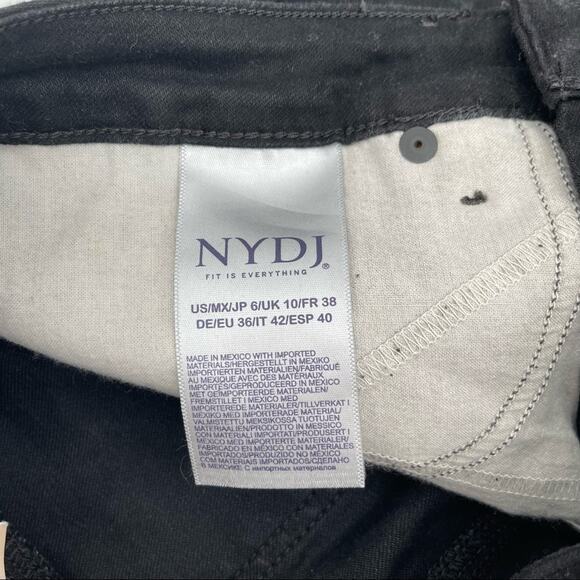 NYDJ®
FIT IS EVERYTHING
US/MX/JP 6/UK 10/FR 38
DE/EU 36/IT 42/ESP 40
MADE IN MEXICO WITH IMPORTED
MATERIALS/HERGESTELLT IN MEXIKO
IMPORTIERTEN MATERIALIEN/FABRIQUÉ
AU MEXIQUE AVEC DES MATÉRIAUX
IMPORTÉS/GEPRODUCEERD IN MEXICO
MET GEÏMPORTEERDE MATERIALEN/
FREMSTILLET I MEXICO MED
IMPORTEREDE MATERIALER/TILLVERKAT I
MEXIKO MED IMPORTERADE MATERIAL/
VALMISTETTU MEKSIKOSSA TUOTUJEN
MATERIAALIEN/PRODOTTO IN MESSICO
CON MATERIALI IMPORTATI/PRODUSERT I
MEXICO MED IMPORTERTE MATERIALER/
FABRICADO EN MÉXICO CON MATERIALES
IMPORTADOS/PRODUZIDO NO MÉXICO
COM MATERIAIS IMPORTADOS/СДЕЛАНО
В МЕКСИКЕ С импортных материалов